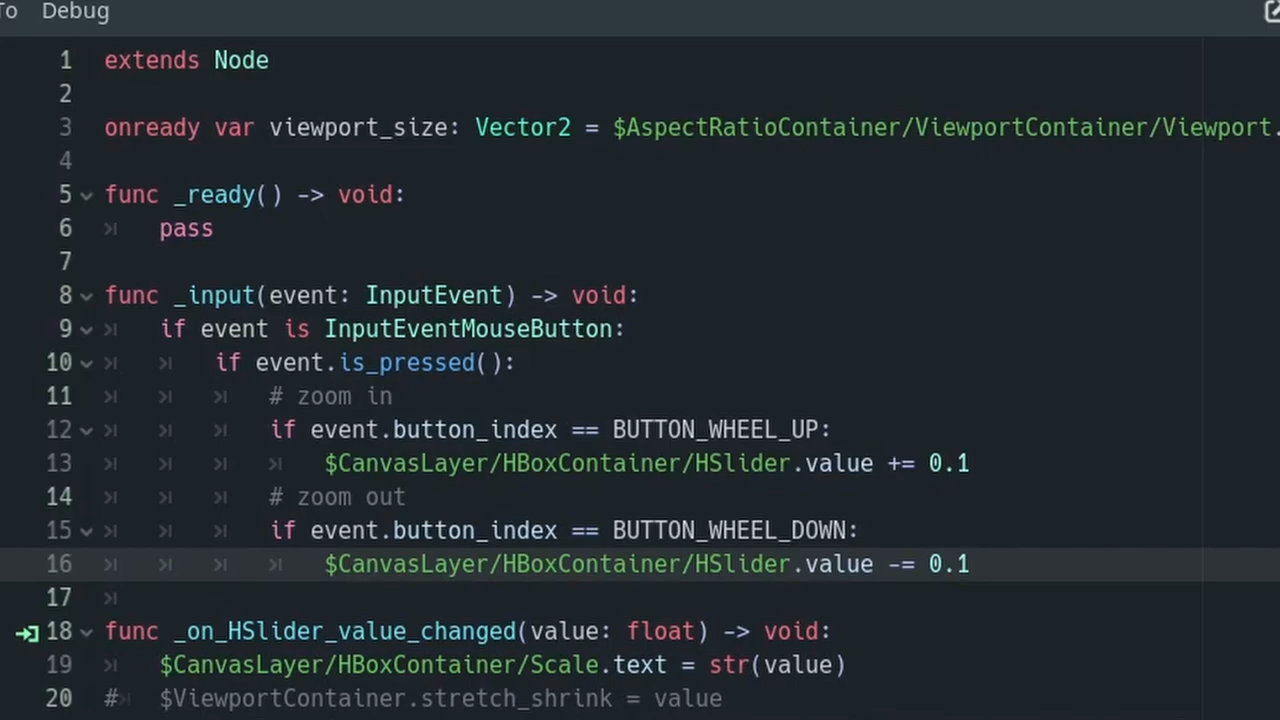 To Debug
1 extends Node
2
3 onready var viewport_size: Vector2 = $AspectRatioContainer/ViewportContainer/Viewport.
4
5 func _ready() -> void:
6 pass
7
8 func _input(event: InputEvent) -> void:
9 if event is InputEventMouseButton:
10 if event.is_pressed():
11 # zoom in
12 if event.button_index == BUTTON_WHEEL_UP:
13 $CanvasLayer/HBoxContainer/HSlider.value += 0.1
14 # zoom out
15 if event.button_index == BUTTON_WHEEL_DOWN:
16 $CanvasLayer/HBoxContainer/HSlider.value -= 0.1
17
18 func _on_HSlider_value_changed(value: float) -> void:
19 $CanvasLayer/HBoxContainer/Scale.text = str(value)
20 # $ViewportContainer.stretch_shrink = value